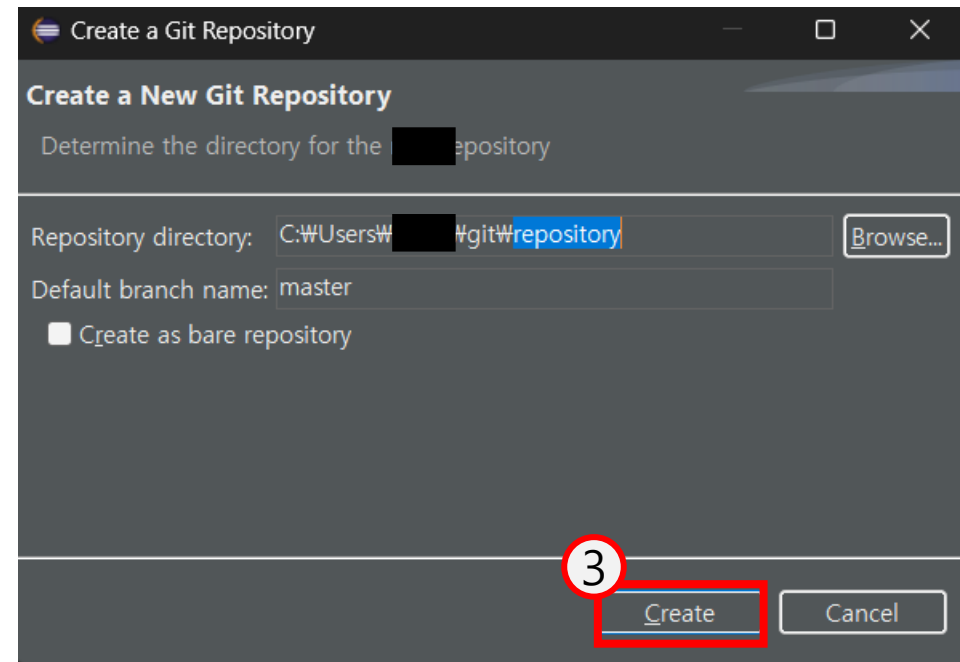 Create a Git Repository
Create a New Git Repository
Determine the directory for the epository
Repository directory: C:₩Users₩ ₩git₩repository Browse...
Default branch name: master
Create as bare repository
3
Create Cancel